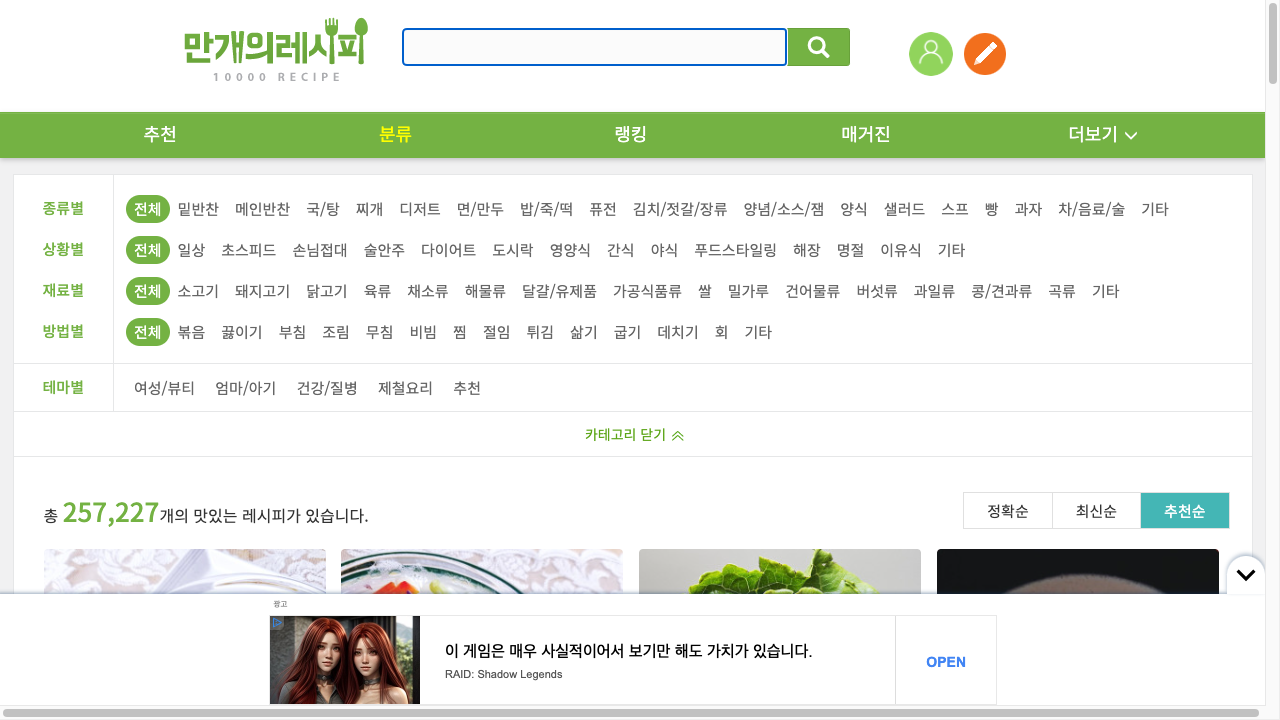 만개의레시피
10000 RECIPE
추천 분류 랭킹 매거진 더보기
종류별 전체 밑반찬 메인반찬 국/탕 찌개 디저트 면/만두 밥/죽/떡 퓨전 김치/젓갈/장류 양념/소스/잼 양식 샐러드 스프 빵 과자 차/음료/술 기타
상황별 전체 일상 초스피드 손님접대 술안주 다이어트 도시락 영양식 간식 야식 푸드스타일링 해장 명절 이유식 기타
재료별 전체 소고기 돼지고기 닭고기 육류 채소류 해물류 달걀/유제품 가공식품류 쌀 밀가루 건어물류 버섯류 과일류 콩/견과류 곡류 기타
방법별 전체 볶음 끓이기 부침 조림 무침 비빔 찜 절임 튀김 삶기 굽기 데치기 회 기타
테마별 여성/뷰티 엄마/아기 건강/질병 제철요리 추천
카테고리 닫기
총 257,227개의 맛있는 레시피가 있습니다.
정확순 최신순 추천순
광고
이 게임은 매우 사실적이어서 보기만 해도 가치가 있습니다.
RAID: Shadow Legends
OPEN